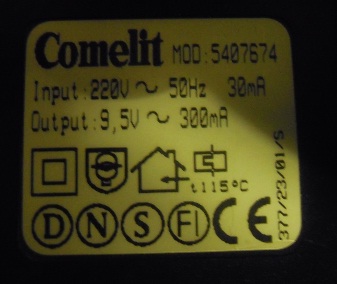 Comelit MOD:5407674
Input:220V ~ 50Hz 30mA
Output:9,5V ~ 300mA
t115°C
D N S FI CE
377/23/01/S